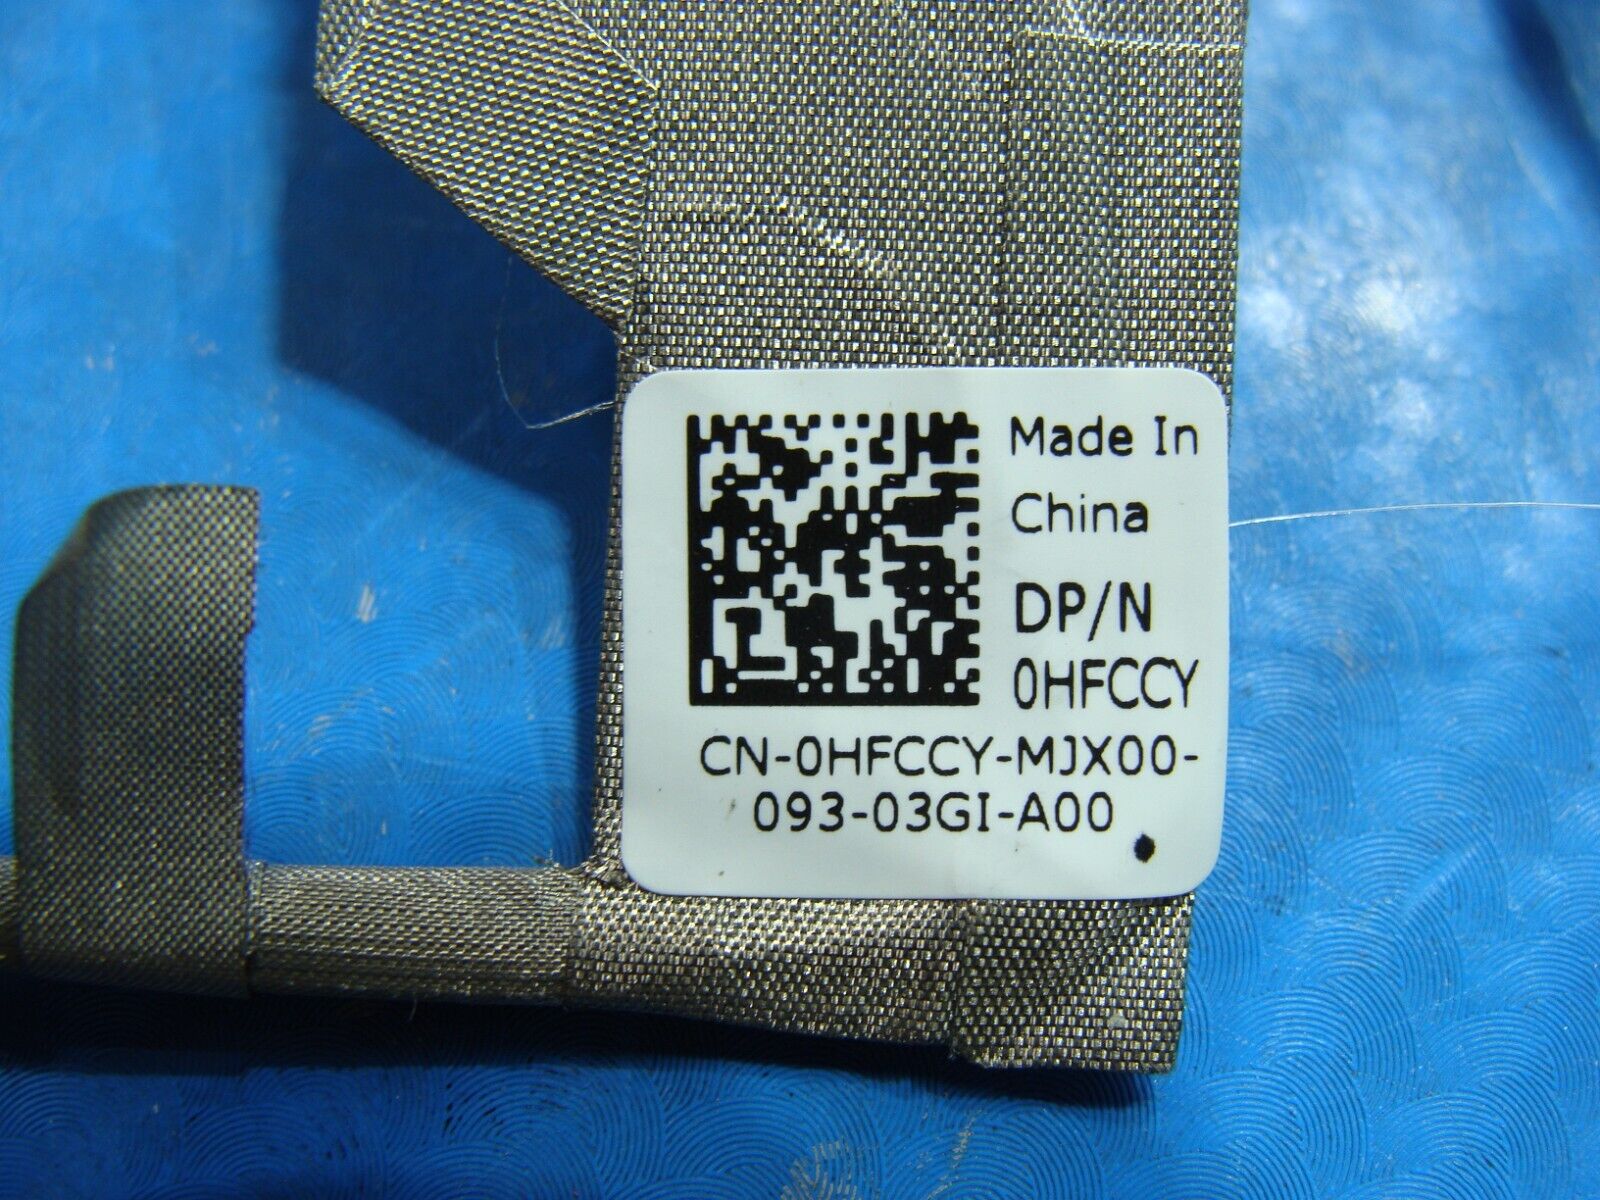 Made In
China
DP/N
0HFCCY
CN-0HFCCY-MJX00-
093-03GI-A00